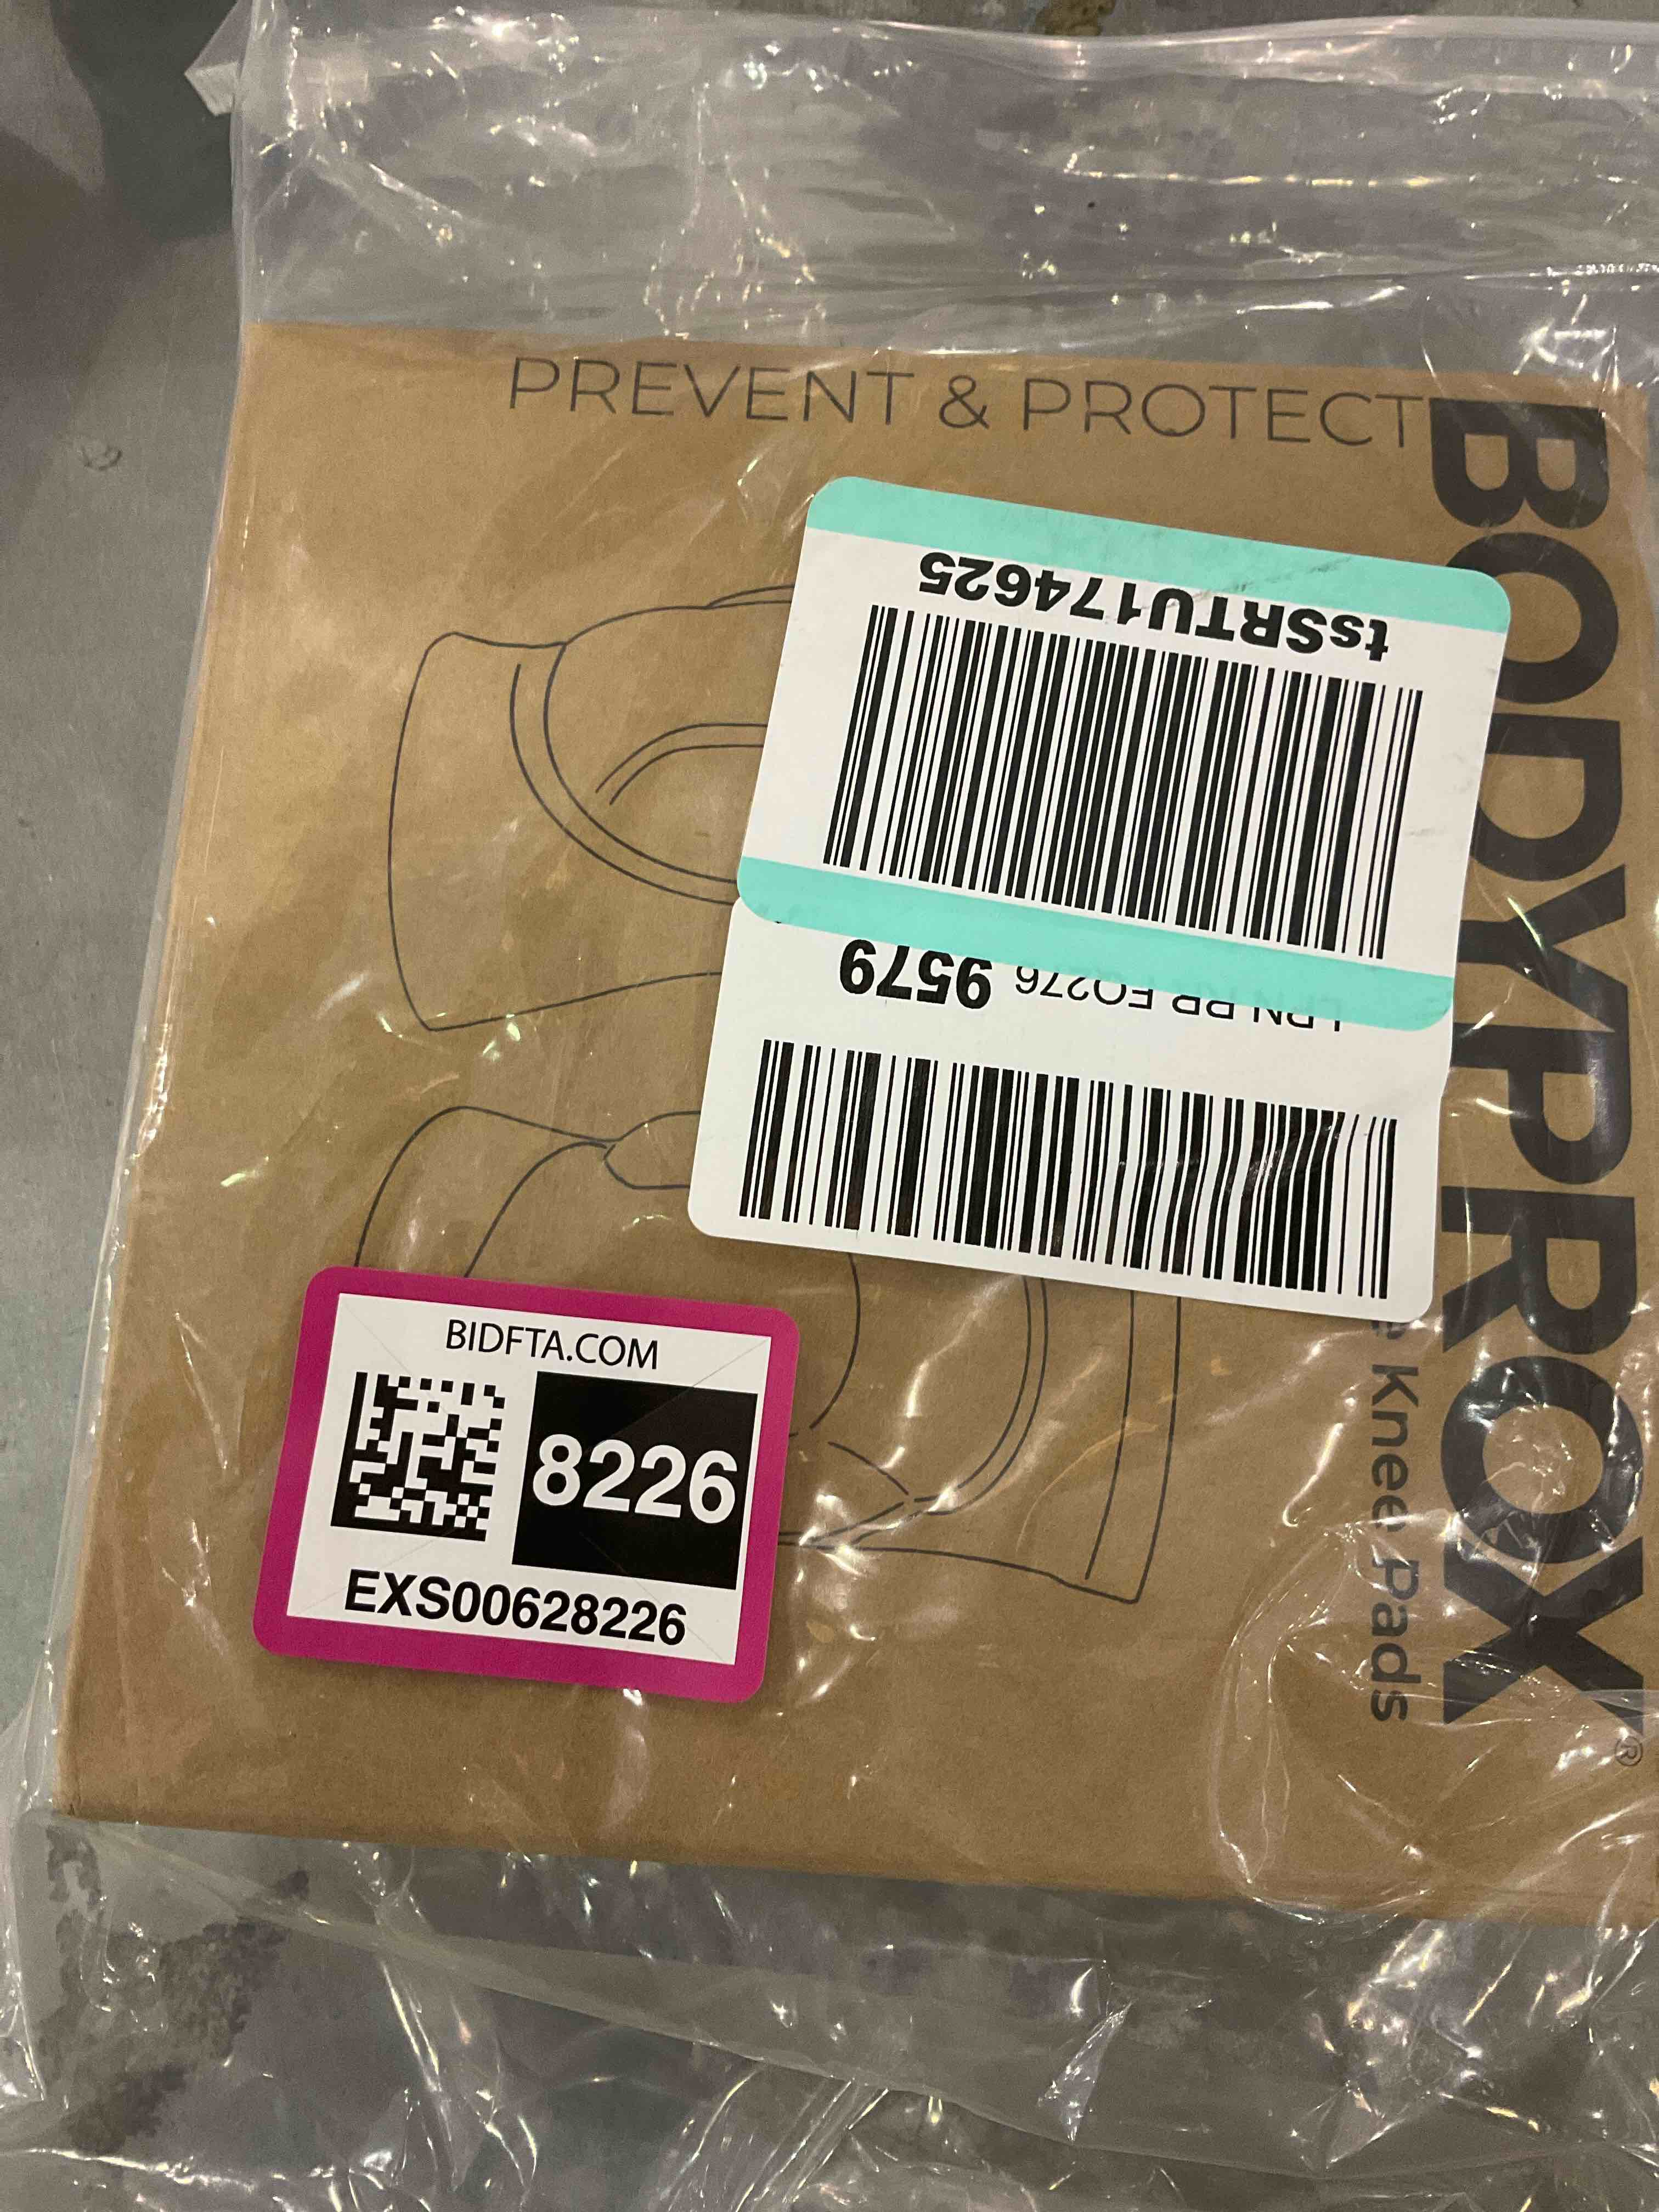 PREVENT & PROTECT
BODYPROX®
Knee Pads
tsSRTU174625
9579
BIDFTA.COM
8226
EXS00628226